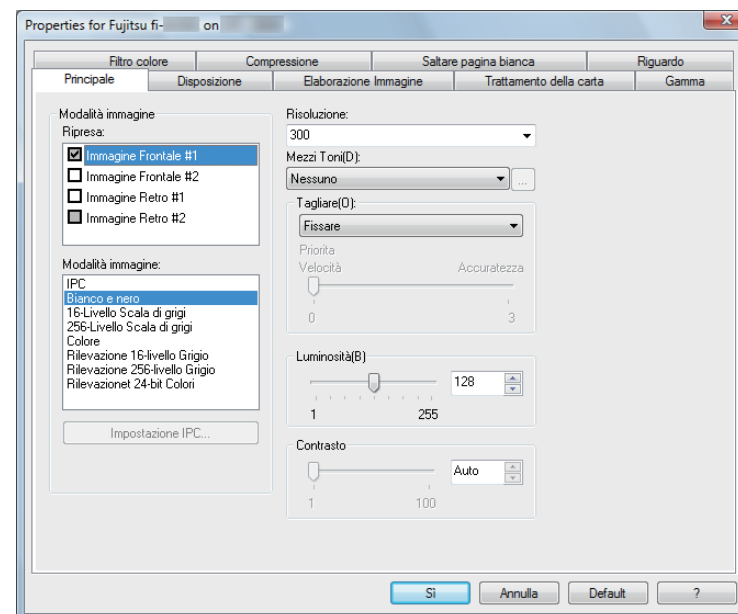 Properties for Fujitsu fi- on
Filtro colore Compressione Saltare pagina bianca Riguardo
Principale Disposizione Elaborazione Immagine Trattamento della carta Gamma
Modalità immagine
Ripresa:
Immagine Frontale #1
Immagine Frontale #2
Immagine Retro #1
Immagine Retro #2
Modalità immagine:
IPC
Bianco e nero
16-Livello Scala di grigi
256-Livello Scala di grigi
Colore
Rilevazione 16-livello Grigio
Rilevazione 256-livello Grigio
Rilevazionet 24-bit Colori
Impostazione IPC...
Risoluzione:
300
Mezzi Toni(D):
Nessuno ...
Tagliare(O):
Fissare
Priorita
Velocità Accuratezza
0 3
Luminosità(B)
128
1 255
Contrasto
Auto
1 100
Sì Annulla Default ?